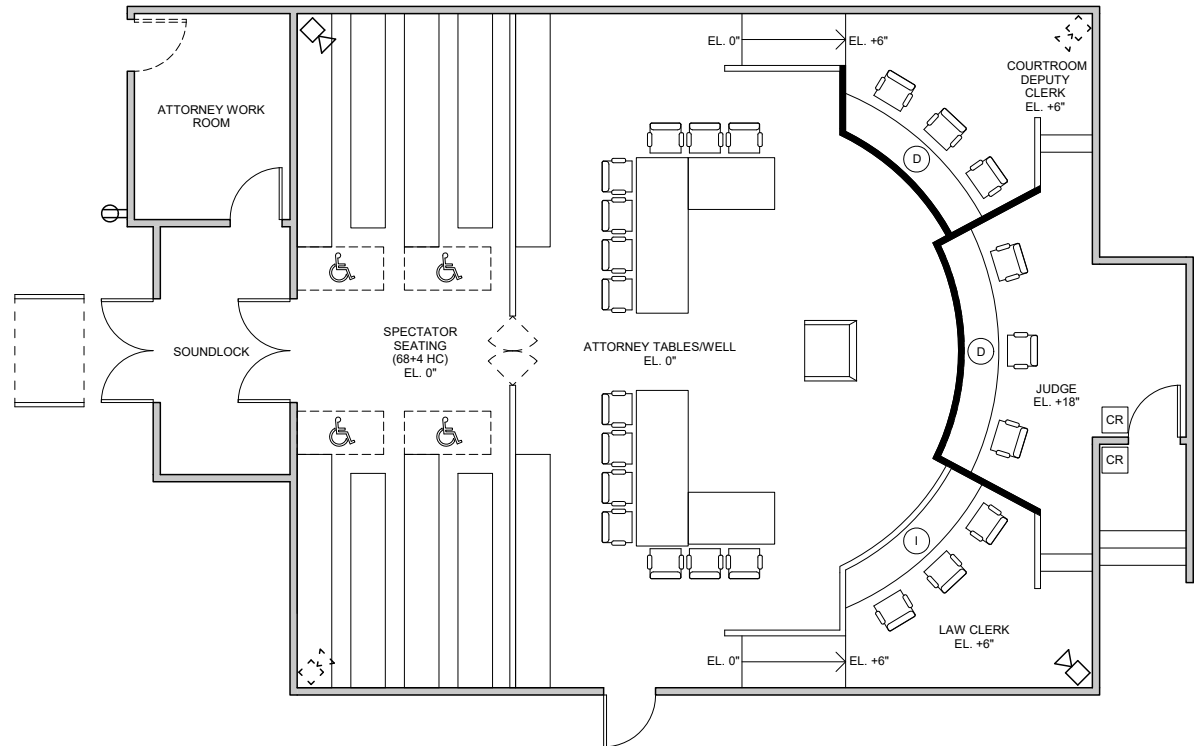 EL. 0"
EL. +6"
COURTROOM
DEPUTY
CLERK
EL. +6"
ATTORNEY WORK
ROOM
D
SPECTATOR
SEATING
(68+4 HC)
EL. 0"
SOUNDLOCK
ATTORNEY TABLES/WELL
EL. 0"
D
JUDGE
EL. +18"
CR
CR
I
LAW CLERK
EL. +6"
EL. 0"
EL. +6"